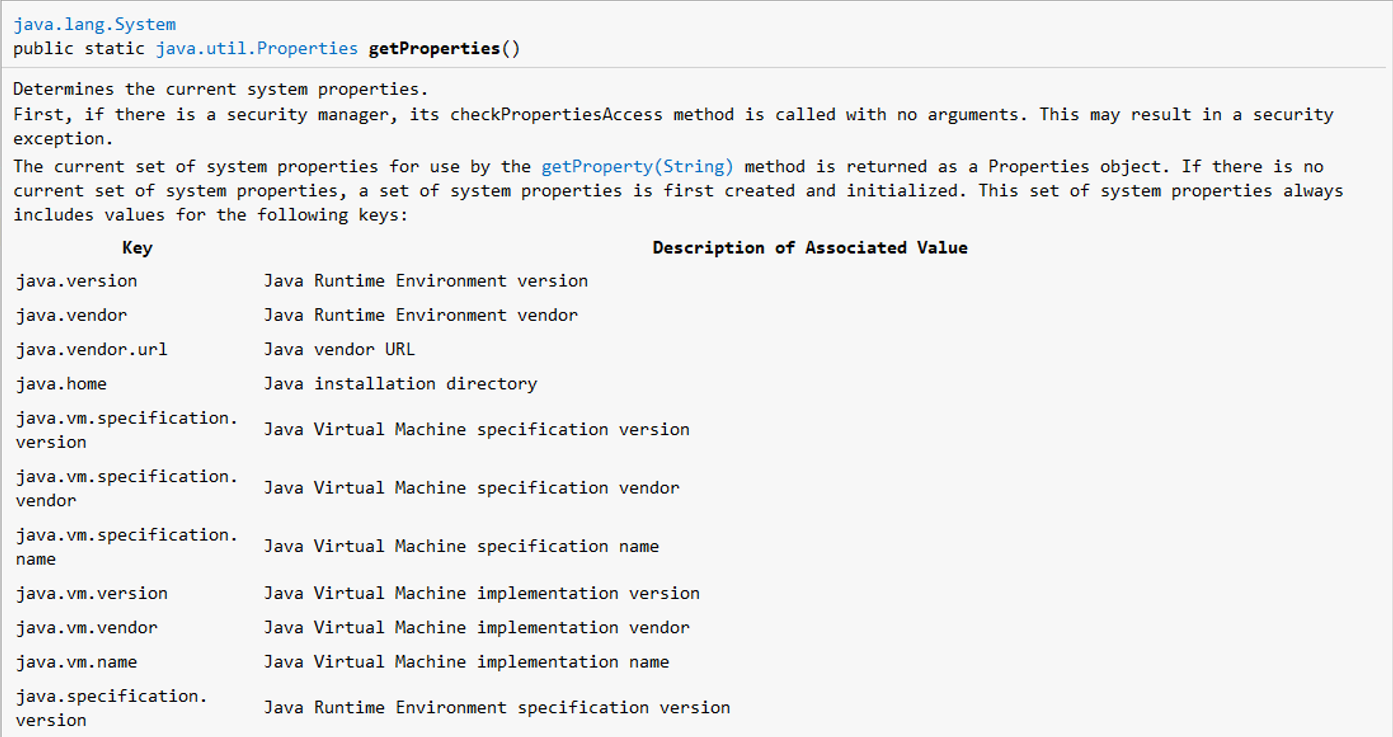 java.lang.System
public static java.util.Properties getProperties()
Determines the current system properties.
First, if there is a security manager, its checkPropertiesAccess method is called with no arguments. This may result in a security
exception.
The current set of system properties for use by the getProperty(String) method is returned as a Properties object. If there is no
current set of system properties, a set of system properties is first created and initialized. This set of system properties always
includes values for the following keys:
Key Description of Associated Value
java.version Java Runtime Environment version
java.vendor Java Runtime Environment vendor
java.vendor.url Java vendor URL
java.home Java installation directory
java.vm.specification.
version Java Virtual Machine specification version
java.vm.specification.
vendor Java Virtual Machine specification vendor
java.vm.specification.
name Java Virtual Machine specification name
java.vm.version Java Virtual Machine implementation version
java.vm.vendor Java Virtual Machine implementation vendor
java.vm.name Java Virtual Machine implementation name
java.specification.
version Java Runtime Environment specification version